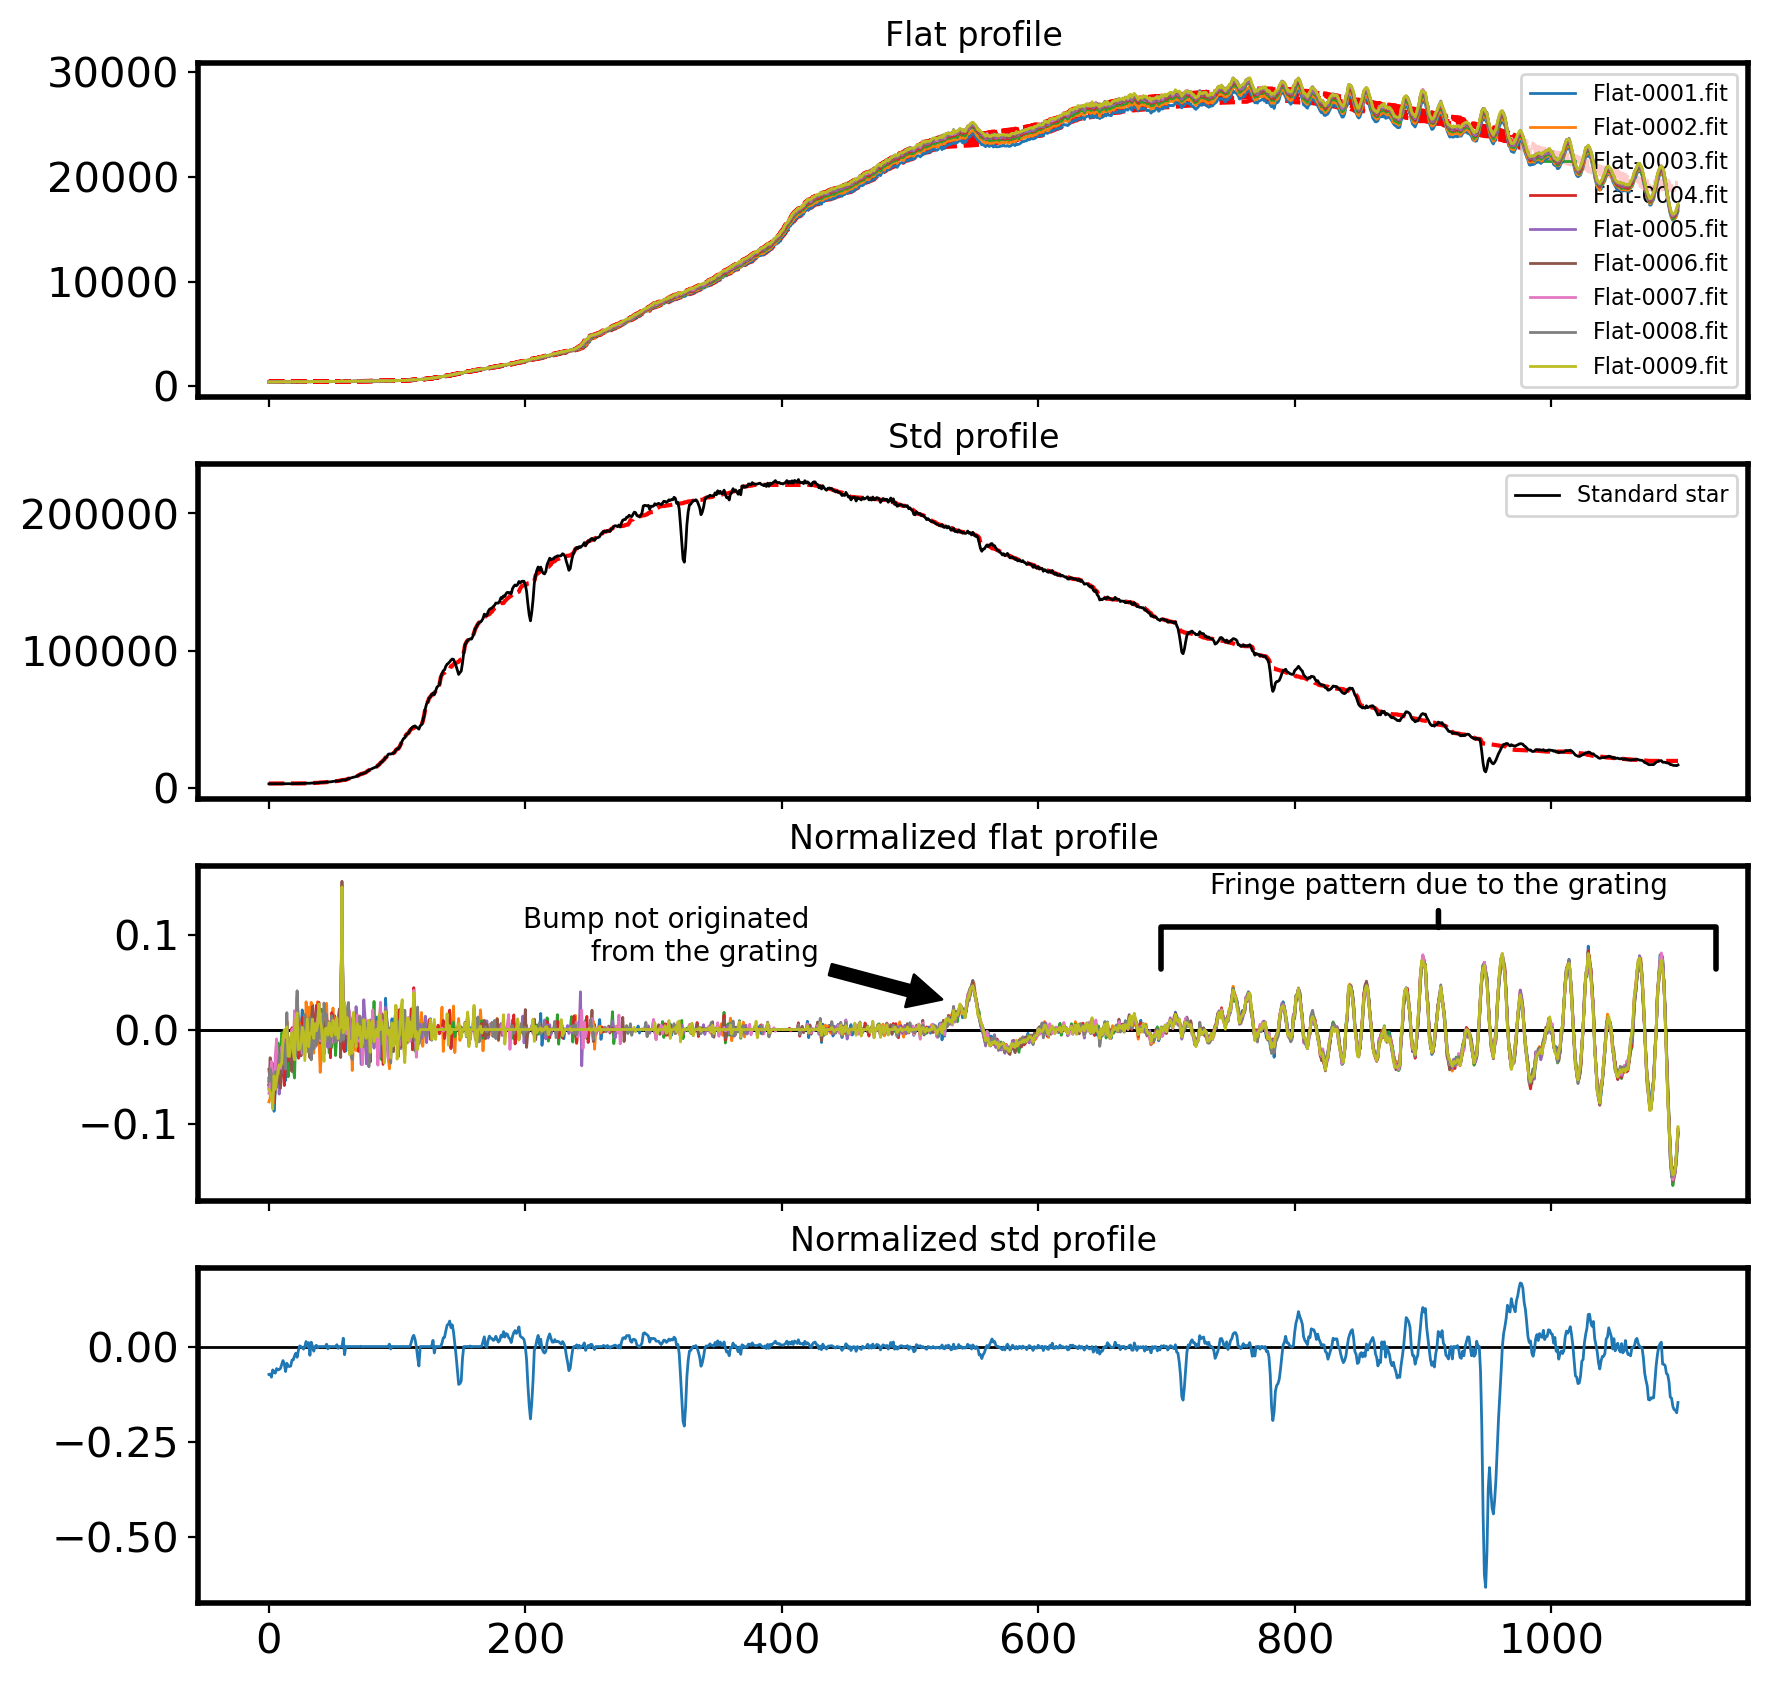 Flat profile
30000
20000
10000
0
Flat-0001.fit
Flat-0002.fit
Flat-0003.fit
Flat-0004.fit
Flat-0005.fit
Flat-0006.fit
Flat-0007.fit
Flat-0008.fit
Flat-0009.fit
Std profile
200000
100000
0
Standard star
Normalized flat profile
0.1
0.0
−0.1
Bump not originated
from the grating
Fringe pattern due to the grating
Normalized std profile
0.00
−0.25
−0.50
0 200 400 600 800 1000